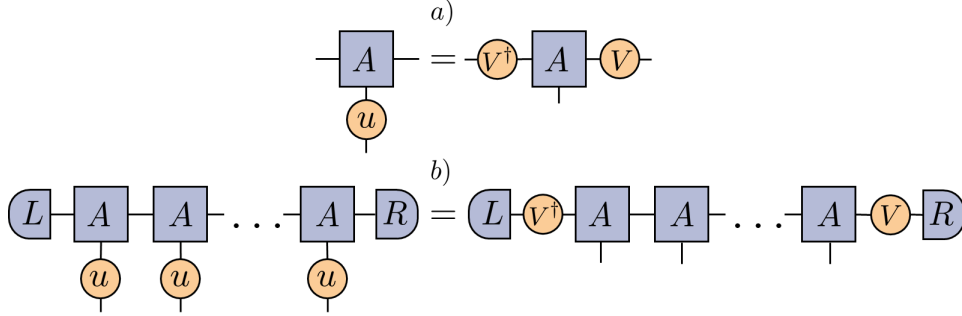 a)
A = V† A V
u
b)
L A A ... A R = L V† A A ... A V R
u u u